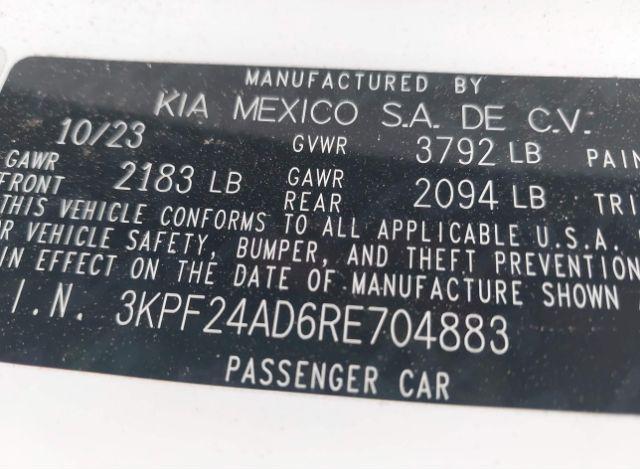 MANUFACTURED BY
KIA MEXICO S.A. DE C.V.
10/23 GVWR 3792 LB PAIN
GAWR FRONT 2183 LB GAWR REAR 2094 LB TRI
THIS VEHICLE CONFORMS TO ALL APPLICABLE U.S.A.
R VEHICLE SAFETY, BUMPER, AND THEFT PREVENTION
IN EFFECT ON THE DATE OF MANUFACTURE SHOWN
I.N. 3KPF24AD6RE704883
PASSENGER CAR